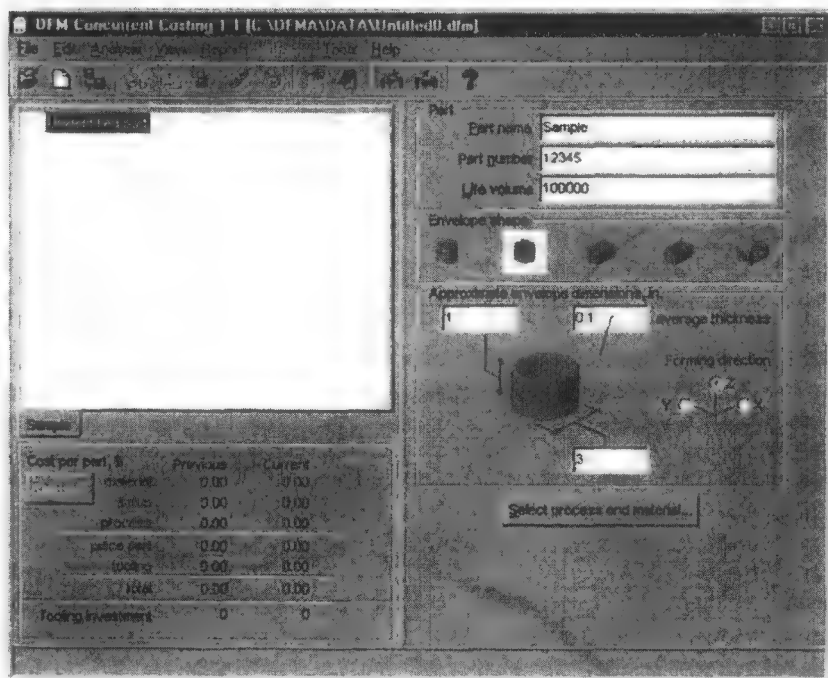 DFM Concurrent Costing 1 1 [C \DFMA\DATA\Untitled0.dfm]
File Edit Analysis View Reports Tools Help
Part
Part name Sample
Part number 12345
Life volume 100000
Envelope shape
Approximate envelope dimensions, in.
1
0.1 average thickness
Forming direction
Z
Y X
3
Select process and material...
Sample
Cost per part, $ Previous Current
material 0.00 0.00
setup 0.00 0.00
process 0.00 0.00
piece part 0.00 0.00
tooling 0.00 0.00
total 0.00 0.00
Tooling investment 0 0